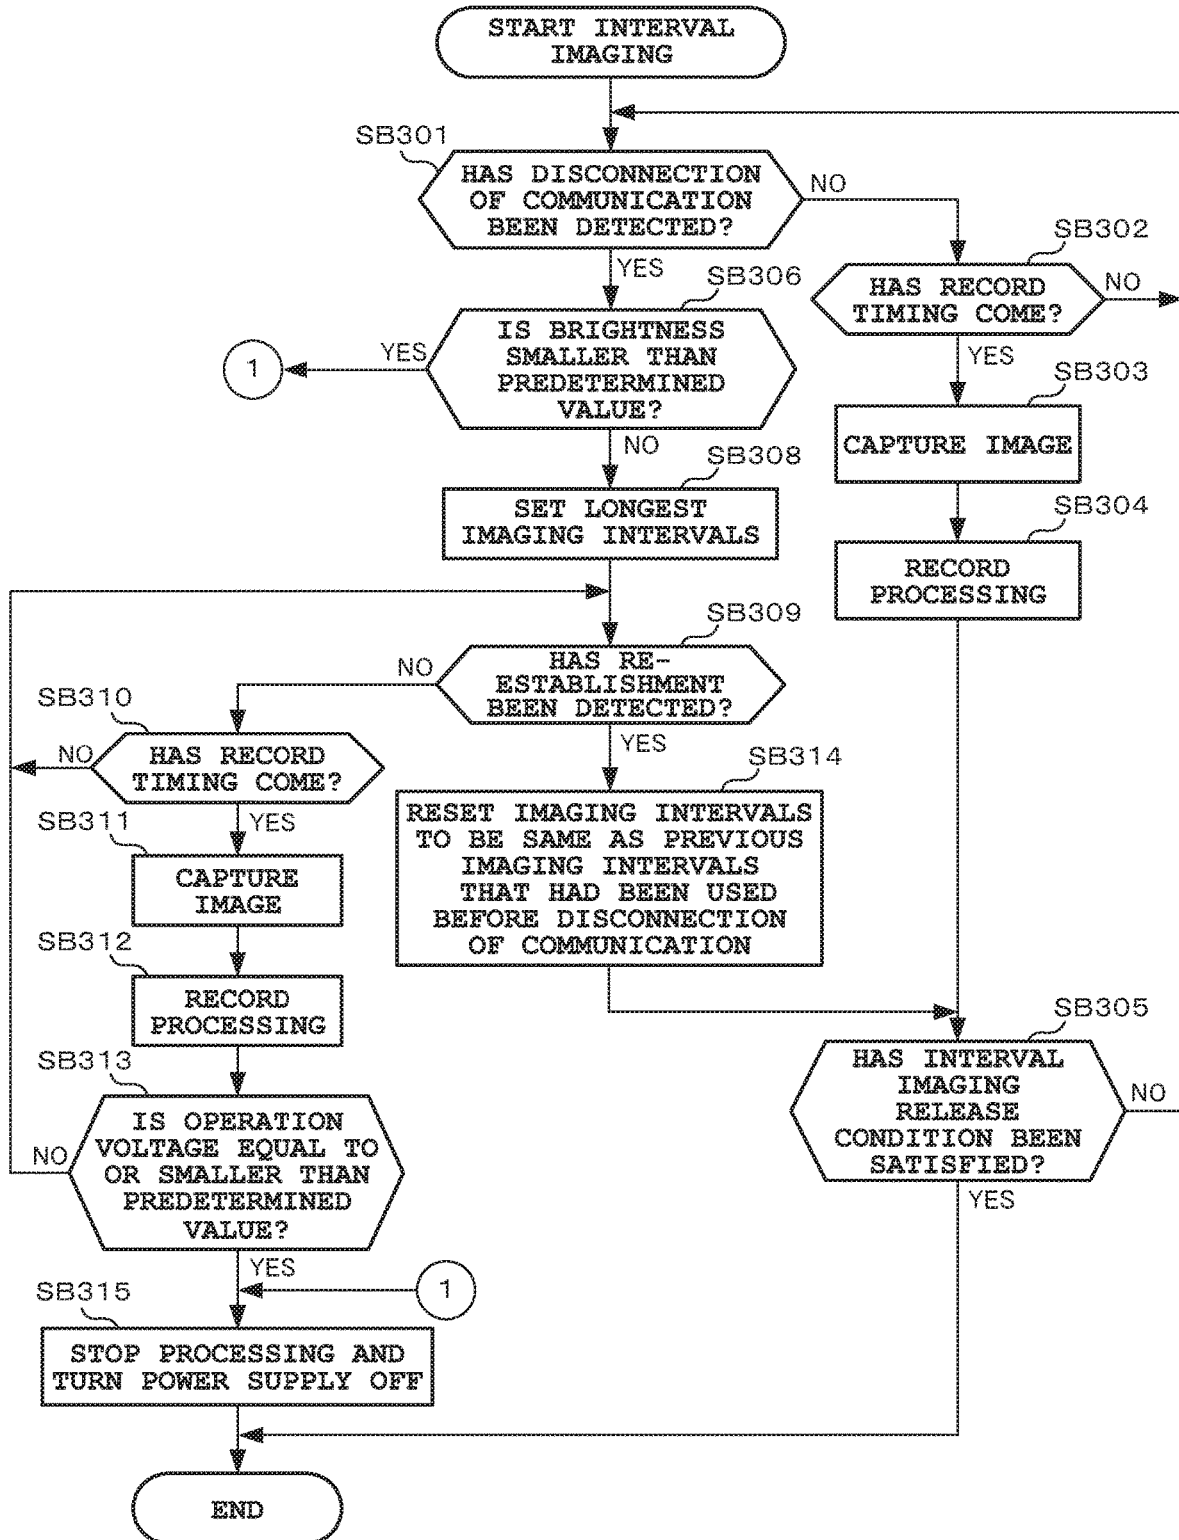 START INTERVAL
IMAGING
SB301
HAS DISCONNECTION
OF COMMUNICATION
BEEN DETECTED?
NO
YES
SB302
HAS RECORD
TIMING COME?
NO
YES
SB306
IS BRIGHTNESS
SMALLER THAN
PREDETERMINED
VALUE?
YES
1
NO
SB303
CAPTURE IMAGE
SB308
SET LONGEST
IMAGING INTERVALS
SB304
RECORD
PROCESSING
SB309
HAS RE-
ESTABLISHMENT
BEEN DETECTED?
NO
YES
SB310
HAS RECORD
TIMING COME?
NO
YES
SB314
RESET IMAGING INTERVALS
TO BE SAME AS PREVIOUS
IMAGING INTERVALS
THAT HAD BEEN USED
BEFORE DISCONNECTION
OF COMMUNICATION
SB311
CAPTURE
IMAGE
SB312
RECORD
PROCESSING
SB305
HAS INTERVAL
IMAGING
RELEASE
CONDITION BEEN
SATISFIED?
NO
YES
SB313
IS OPERATION
VOLTAGE EQUAL TO
OR SMALLER THAN
PREDETERMINED
VALUE?
NO
YES
1
SB315
STOP PROCESSING AND
TURN POWER SUPPLY OFF
END